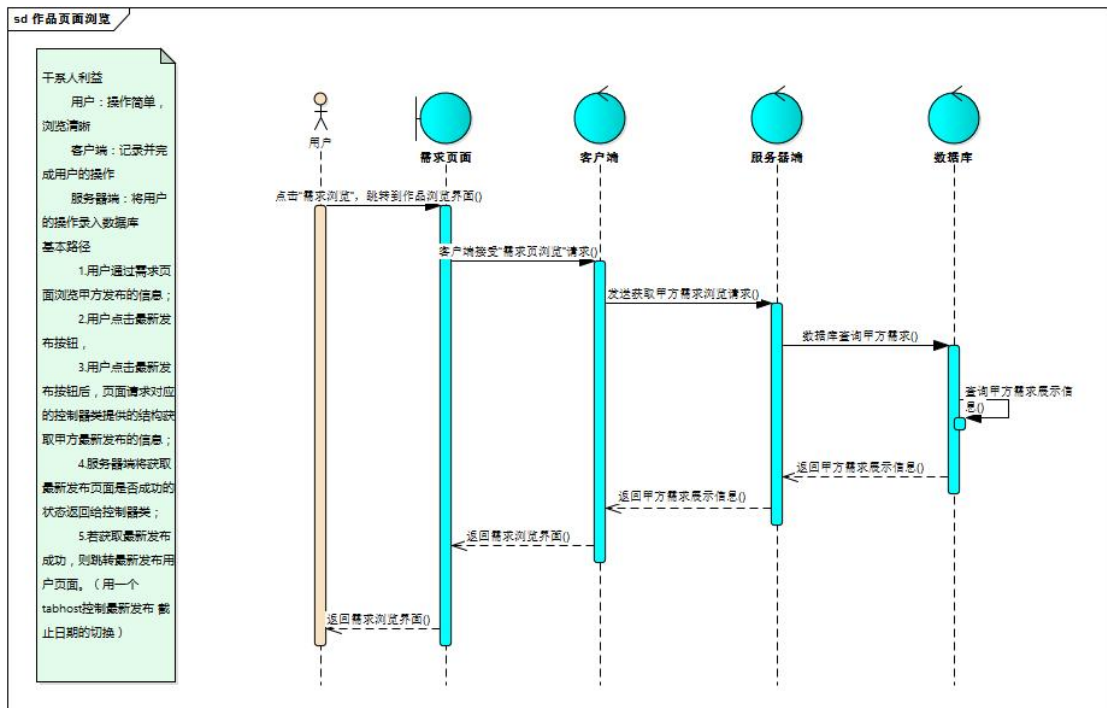 sd 作品页面浏览
干系人利益
用户：操作简单，
浏览清晰
客户端：记录并完
成用户的操作
服务器端：将用户
的操作录入数据库
基本路径
1.用户通过需求页
面浏览甲方发布的信息；
2.用户点击最新发
布按钮，
3.用户点击最新发
布按钮后，页面请求对应
的控制器类提供的结构获
取甲方最新发布的信息；
4.服务器端将获取
最新发布页面是否成功的
状态返回给控制器类；
5.若获取最新发布
成功，则跳转最新发布用
户页面。（用一个
tabhost控制最新发布 截
止日期的切换）
用户
需求页面
客户端
服务器端
数据库
点击"需求浏览"，跳转到作品浏览界面()
客户端接受"需求页浏览"请求()
发送获取甲方需求浏览请求()
数据库查询甲方需求()
查询甲方需求展示信
息()
返回甲方需求展示信息()
返回甲方需求展示信息()
返回需求浏览界面()
返回需求浏览界面()